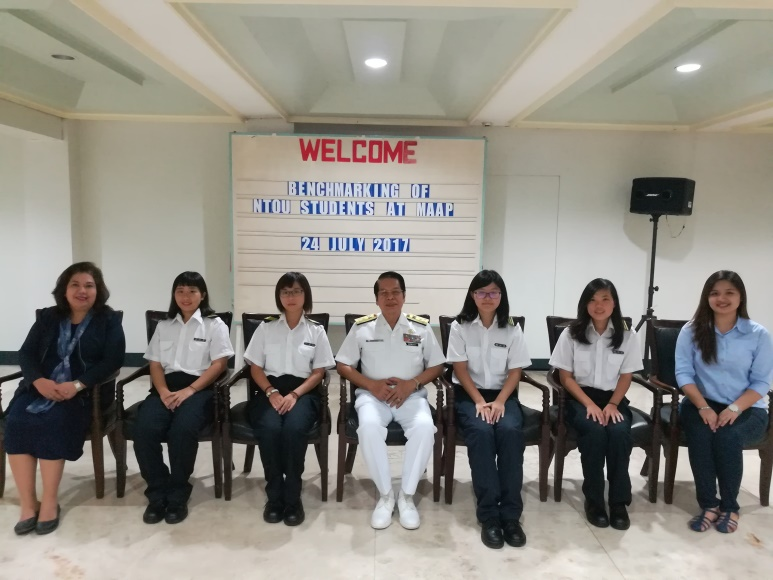 WELCOME
BENCHMARKING OF
NTOU STUDENTS AT MAAP
24 JULY 2017